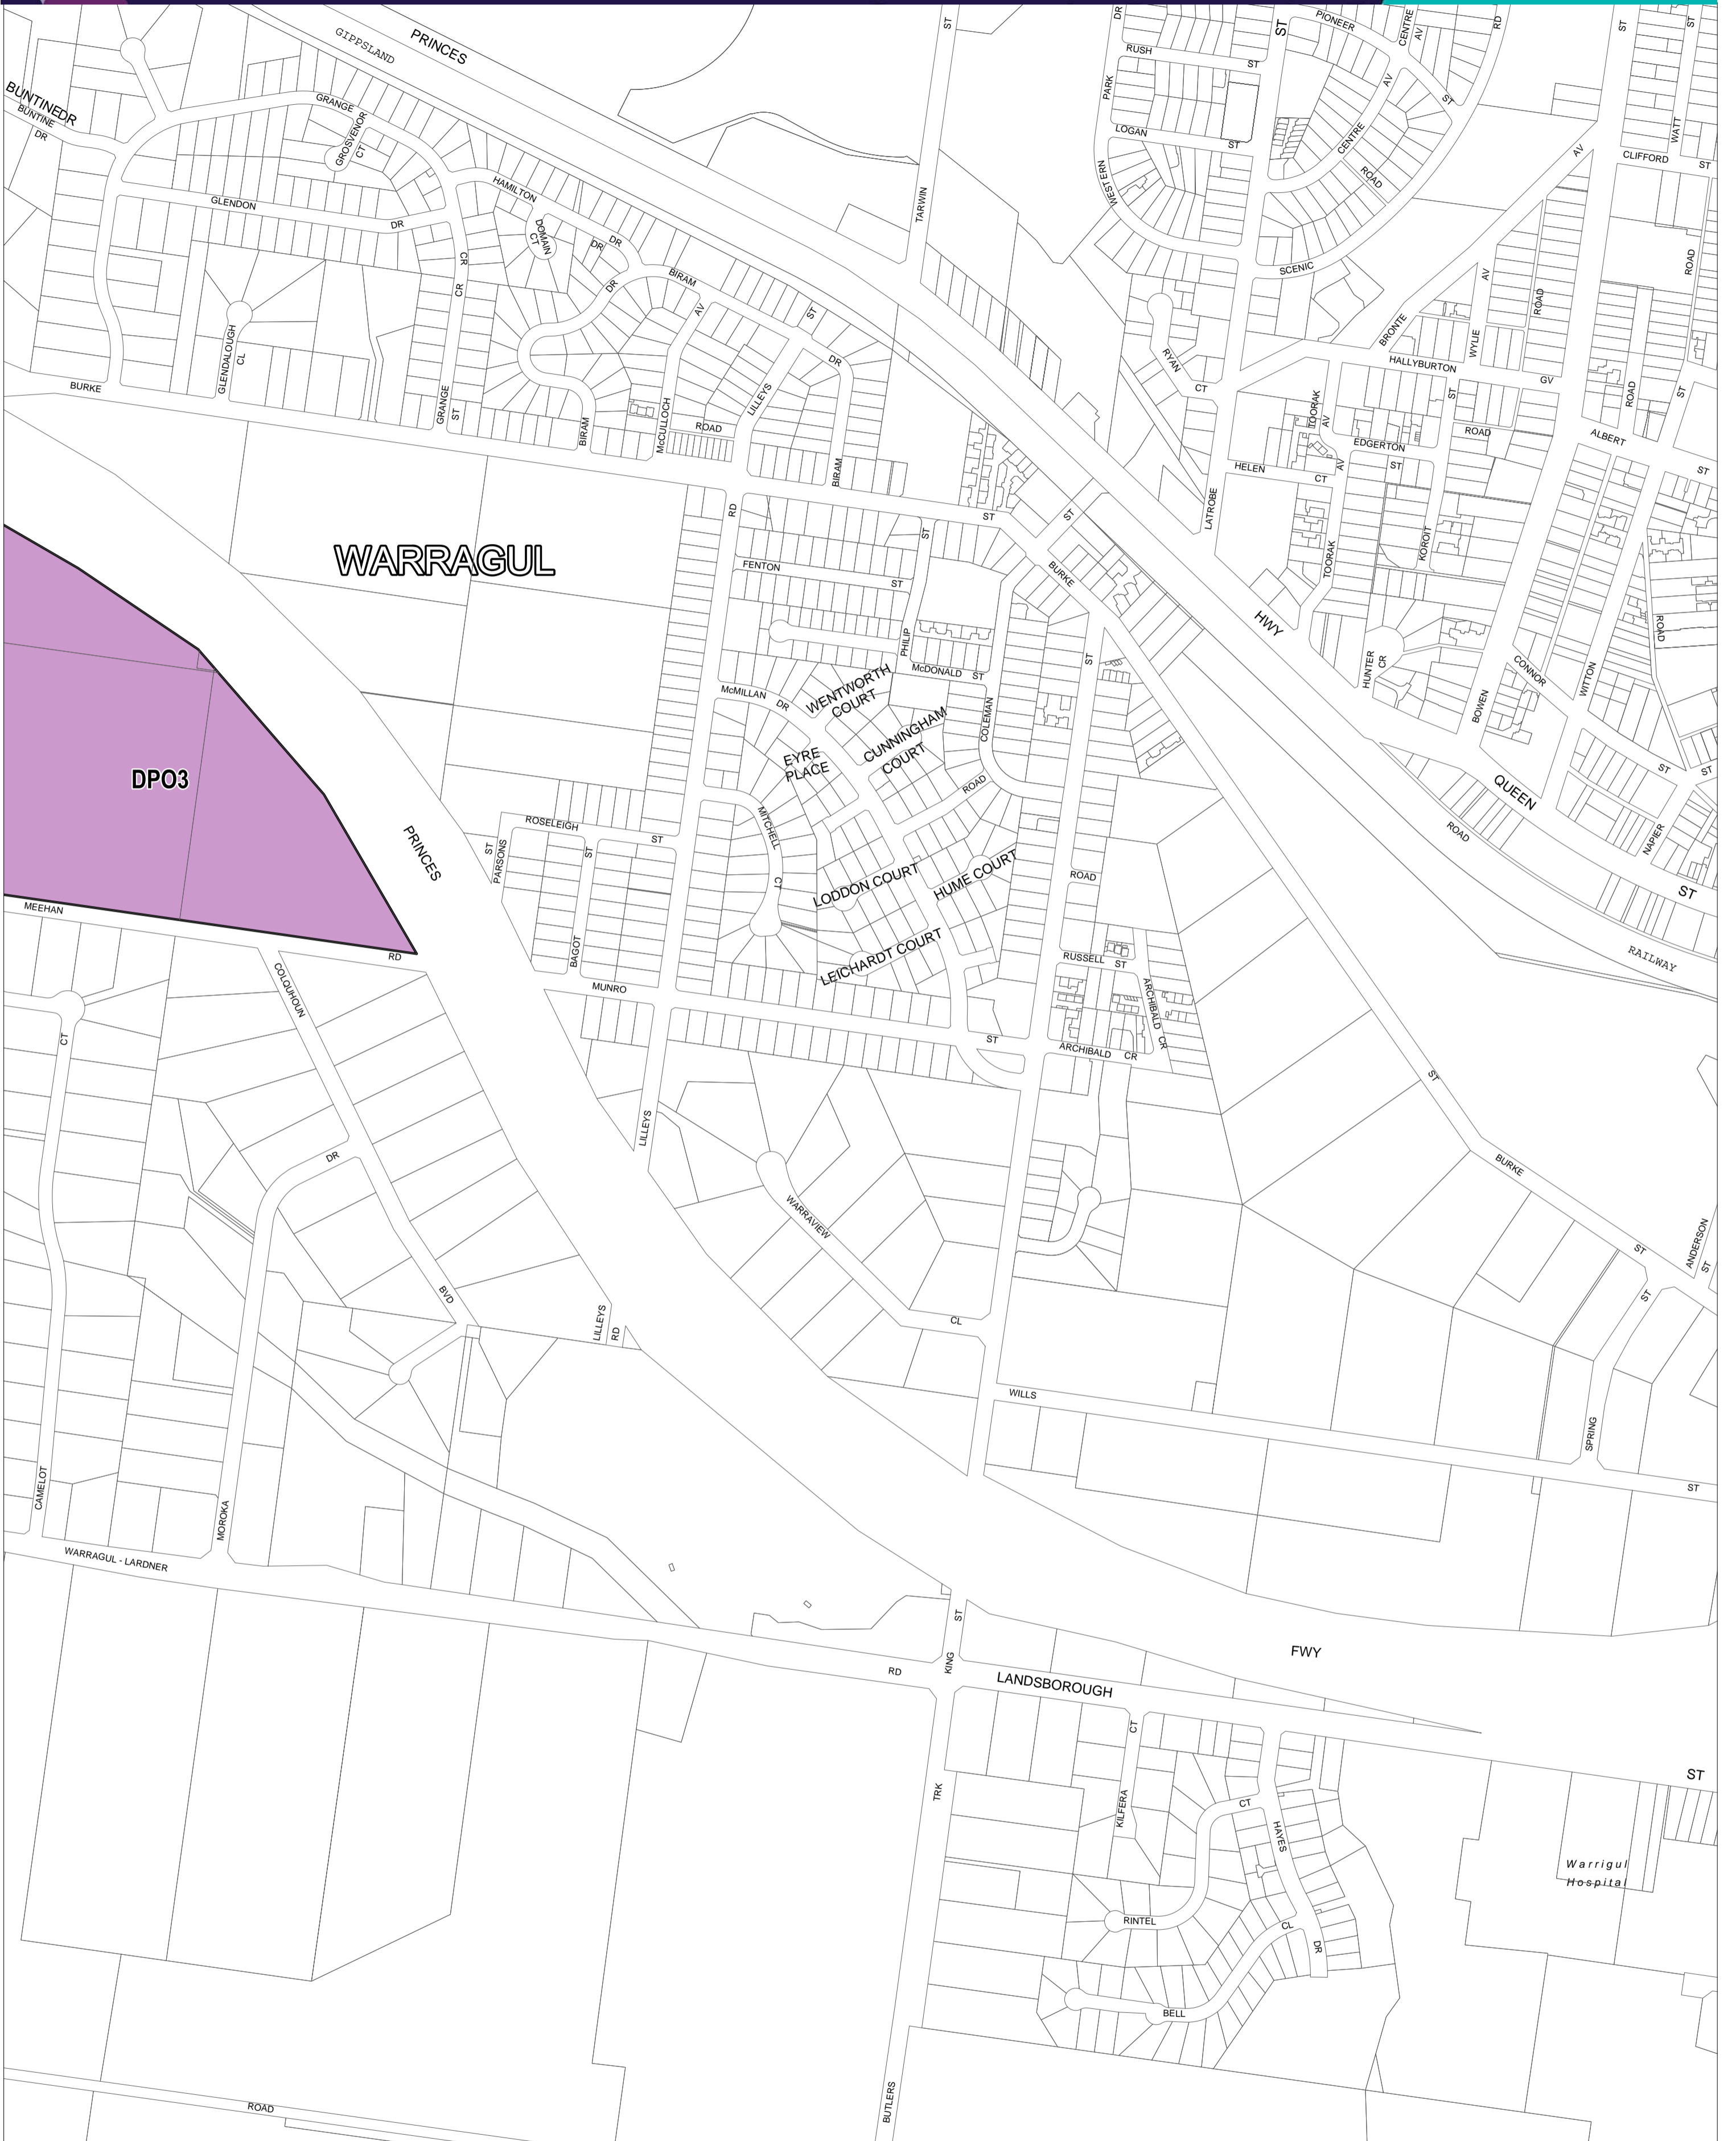 PRINCES
GIPPSLAND
ST
DR
ST
PIONEER
CENTRE
AV
RD
ST
ST
RUSH
ST
PARK
AV
ST
WATT
BUNTINEDR
BUNTINE
DR
GRANGE
GROSVENOR
CT
LOGAN
ST
CENTRE
ROAD
AV
CLIFFORD
ST
HAMILTON
GLENDON
DR
DOMAIN
CT
DR
DR
TARWIN
WESTERN
CR
CR
DR
BIRAM
AV
ST
SCENIC
ROAD
AV
ROAD
GLENDALOUGH
CL
BURKE
GRANGE
ST
BIRAM
McCULLOCH
LILLEYS
ROAD
DR
BIRAM
RYAN
CT
BRONTE
WYLIE
HALLYBURTON
GV
TOORAK
AV
ST
ROAD
ST
EDGERTON
ROAD
ALBERT
ST
HELEN
CT
AV
ST
LATROBE
RD
ST
ST
ST
WARRAGUL
FENTON
ST
BURKE
TOORAK
KOROIT
HWY
PHILIP
McDONALD ST
ST
HUNTER
CR
CONNOR
WITTON
ROAD
BOWEN
McMILLAN
DR
WENTWORTH
COURT
COLEMAN
CUNNINGHAM
COURT
EYRE
PLACE
DPO3
ROAD
QUEEN
ST
ST
ROAD
NAPIER
PRINCES
ROSELEIGH
ST
ST
PARSONS
ST
MITCHELL
CT
LODDON COURT
HUME COURT
ROAD
ST
MEEHAN
RD
BAGOT
LEICHARDT COURT
RUSSELL
ST
RAILWAY
COLQUHOUN
MUNRO
ST
ARCHIBALD
CR
ARCHIBALD CR
CT
ST
LILLEYS
DR
BURKE
WARRAVIEW
ANDERSON
ST
ST
ST
BVD
LILLEYS
RD
CL
WILLS
SPRING
ST
CAMELOT
MOROKA
WARRAGUL - LARDNER
ST
KING
RD
FWY
LANDSBOROUGH
CT
ST
TRK
KILFERA
CT
HAYES
Warrigul
Hospital
RINTEL
CL
DR
BELL
BUTLERS
ROAD